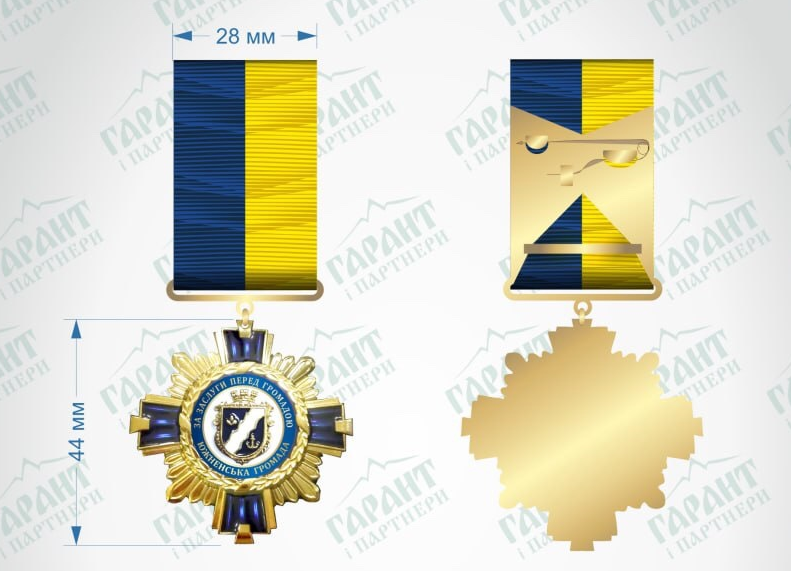 28 мм
44 мм
ЗА ЗАСЛУГИ ПЕРЕД ГРОМАДОЮ
ЮЖНЕНСЬКА ГРОМАДА
ГАРАНТ
і ПАРТНЕРИ